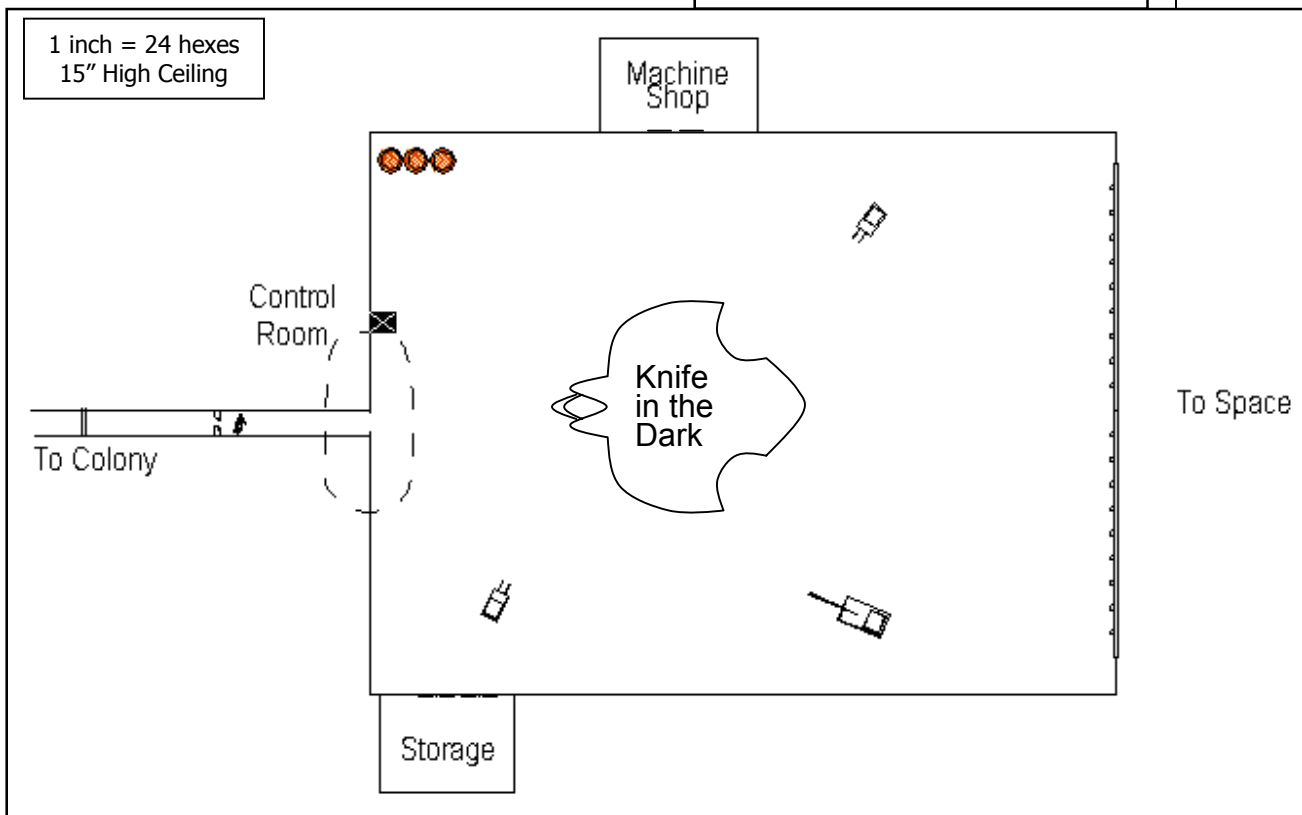 1 inch = 24 hexes
15” High Ceiling
Machine
Shop
Control
Room
Knife
in the
Dark
To Space
To Colony
Storage